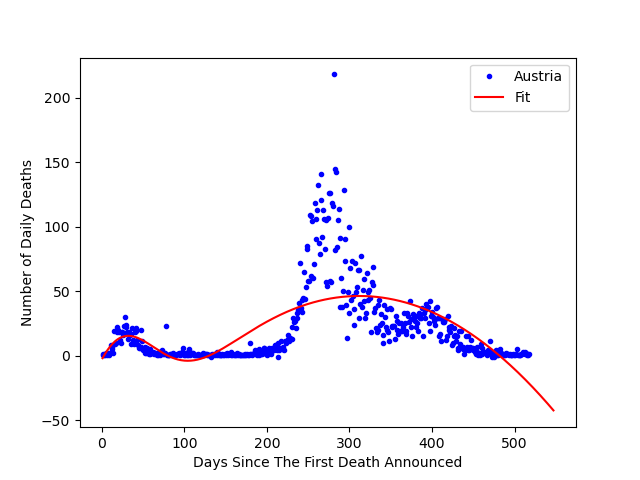 Austria
Fit
Number of Daily Deaths
200
150
100
50
0
−50
0 100 200 300 400 500
Days Since The First Death Announced